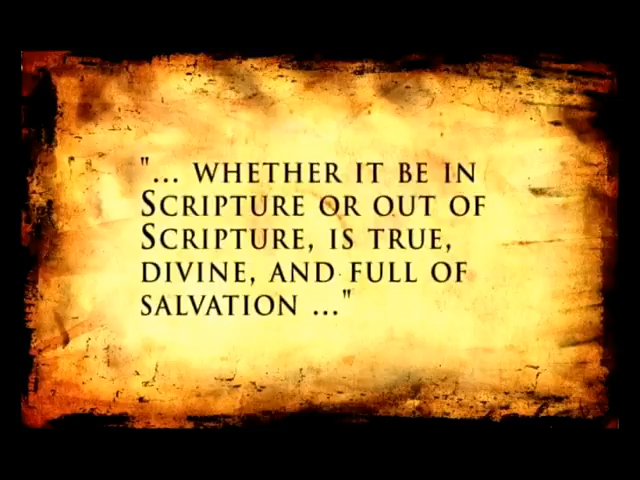 "... WHETHER IT BE IN
SCRIPTURE OR OUT OF
SCRIPTURE, IS TRUE,
DIVINE, AND FULL OF
SALVATION ..."